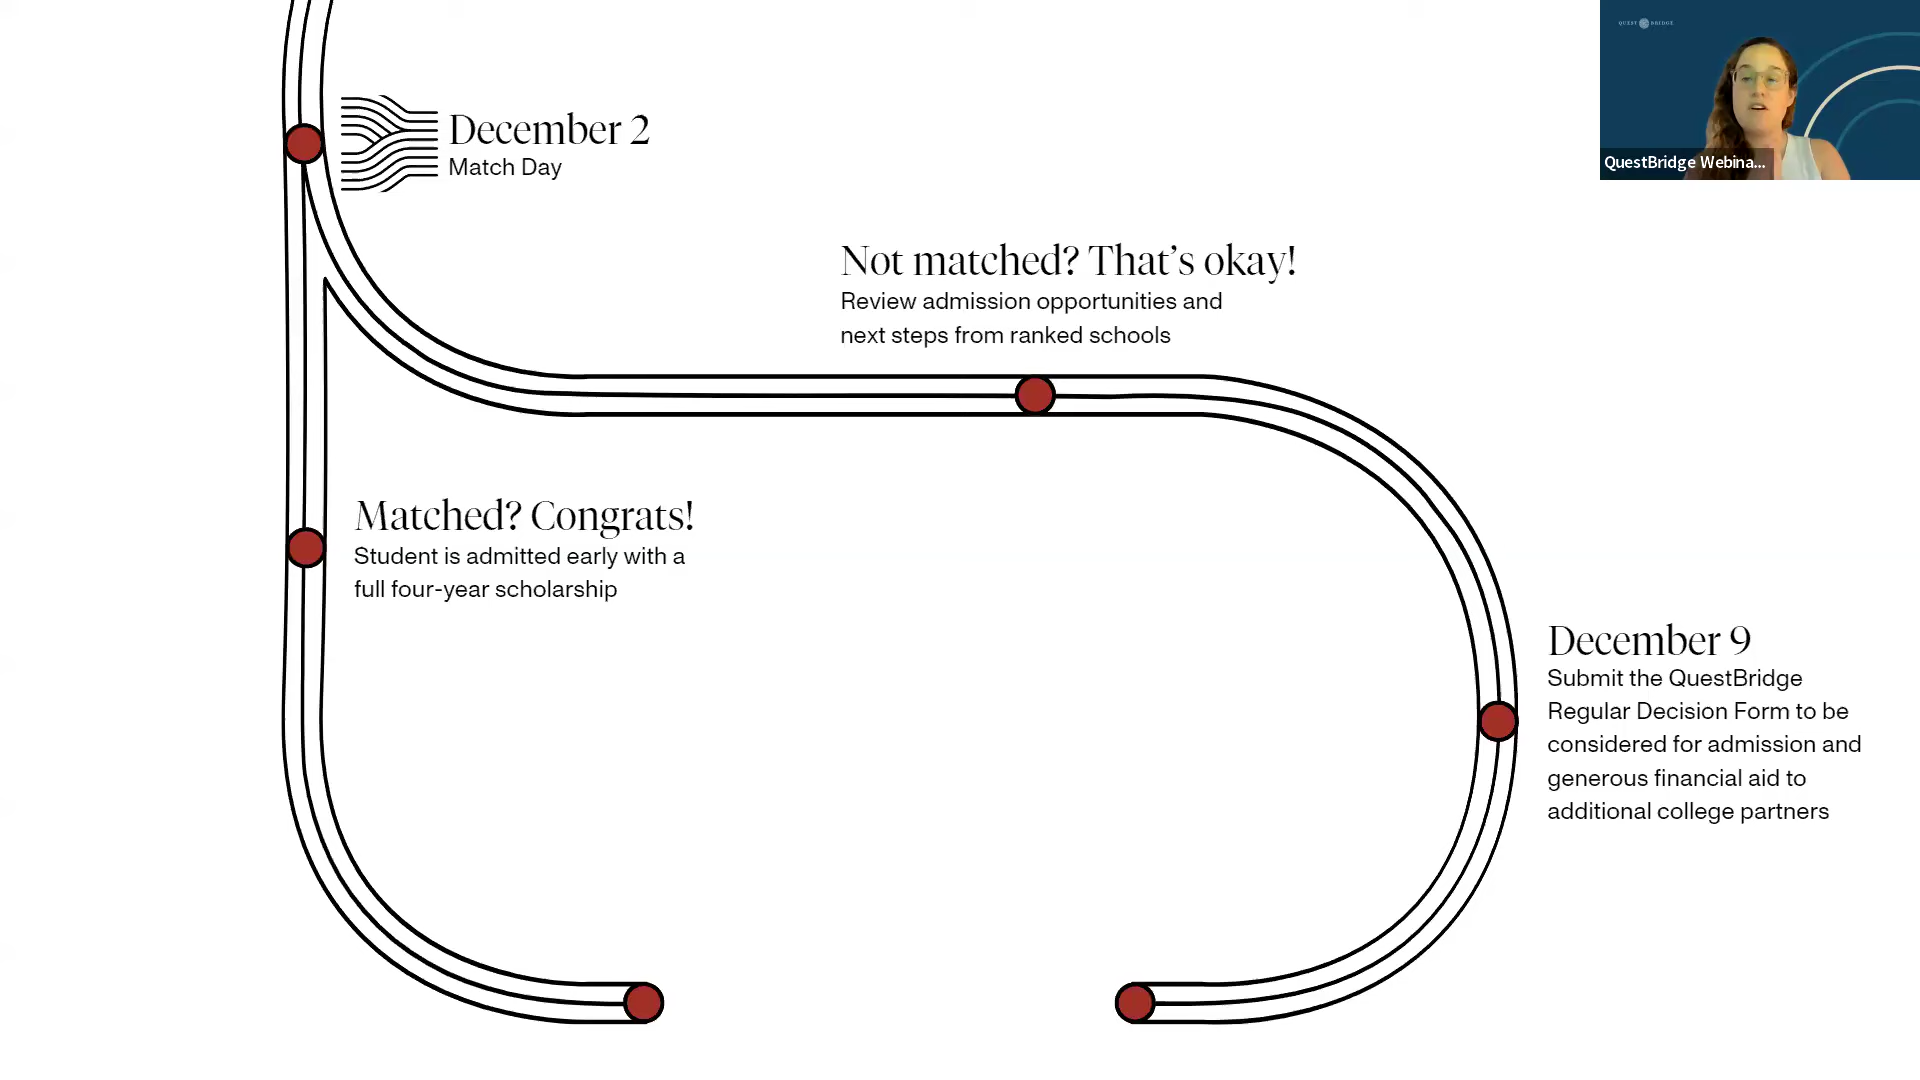 QUEST BRIDGE
QuestBridge Webina...
December 2
Match Day
Not matched? That’s okay!
Review admission opportunities and
next steps from ranked schools
Matched? Congrats!
Student is admitted early with a
full four-year scholarship
December 9
Submit the QuestBridge
Regular Decision Form to be
considered for admission and
generous financial aid to
additional college partners